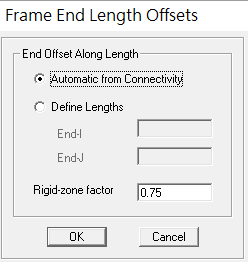 Frame End Length Offsets
End Offset Along Length
Automatic from Connectivity
Define Lengths
End-I
End-J
Rigid-zone factor 0.75
OK Cancel